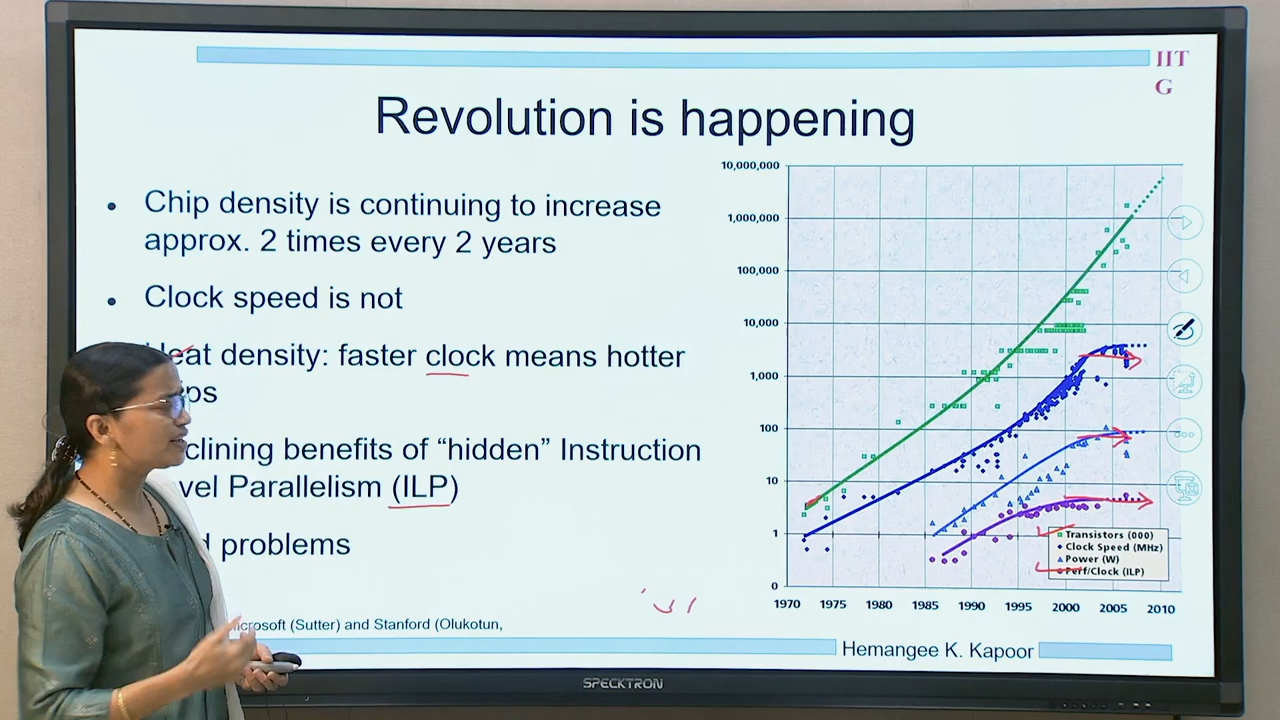 IIT
G
Revolution is happening
• Chip density is continuing to increase
approx. 2 times every 2 years
• Clock speed is not
Heat density: faster clock means hotter
ps
clining benefits of “hidden” Instruction
vel Parallelism (ILP)
problems
icrosoft (Sutter) and Stanford (Olukotun,
Hemangee K. Kapoor
10,000,000
1,000,000
100,000
10,000
1,000
100
10
1
0
1970 1975 1980 1985 1990 1995 2000 2005 2010
Transistors (000)
Clock Speed (MHz)
Power (W)
Perf/Clock (ILP)
SPECKTRON